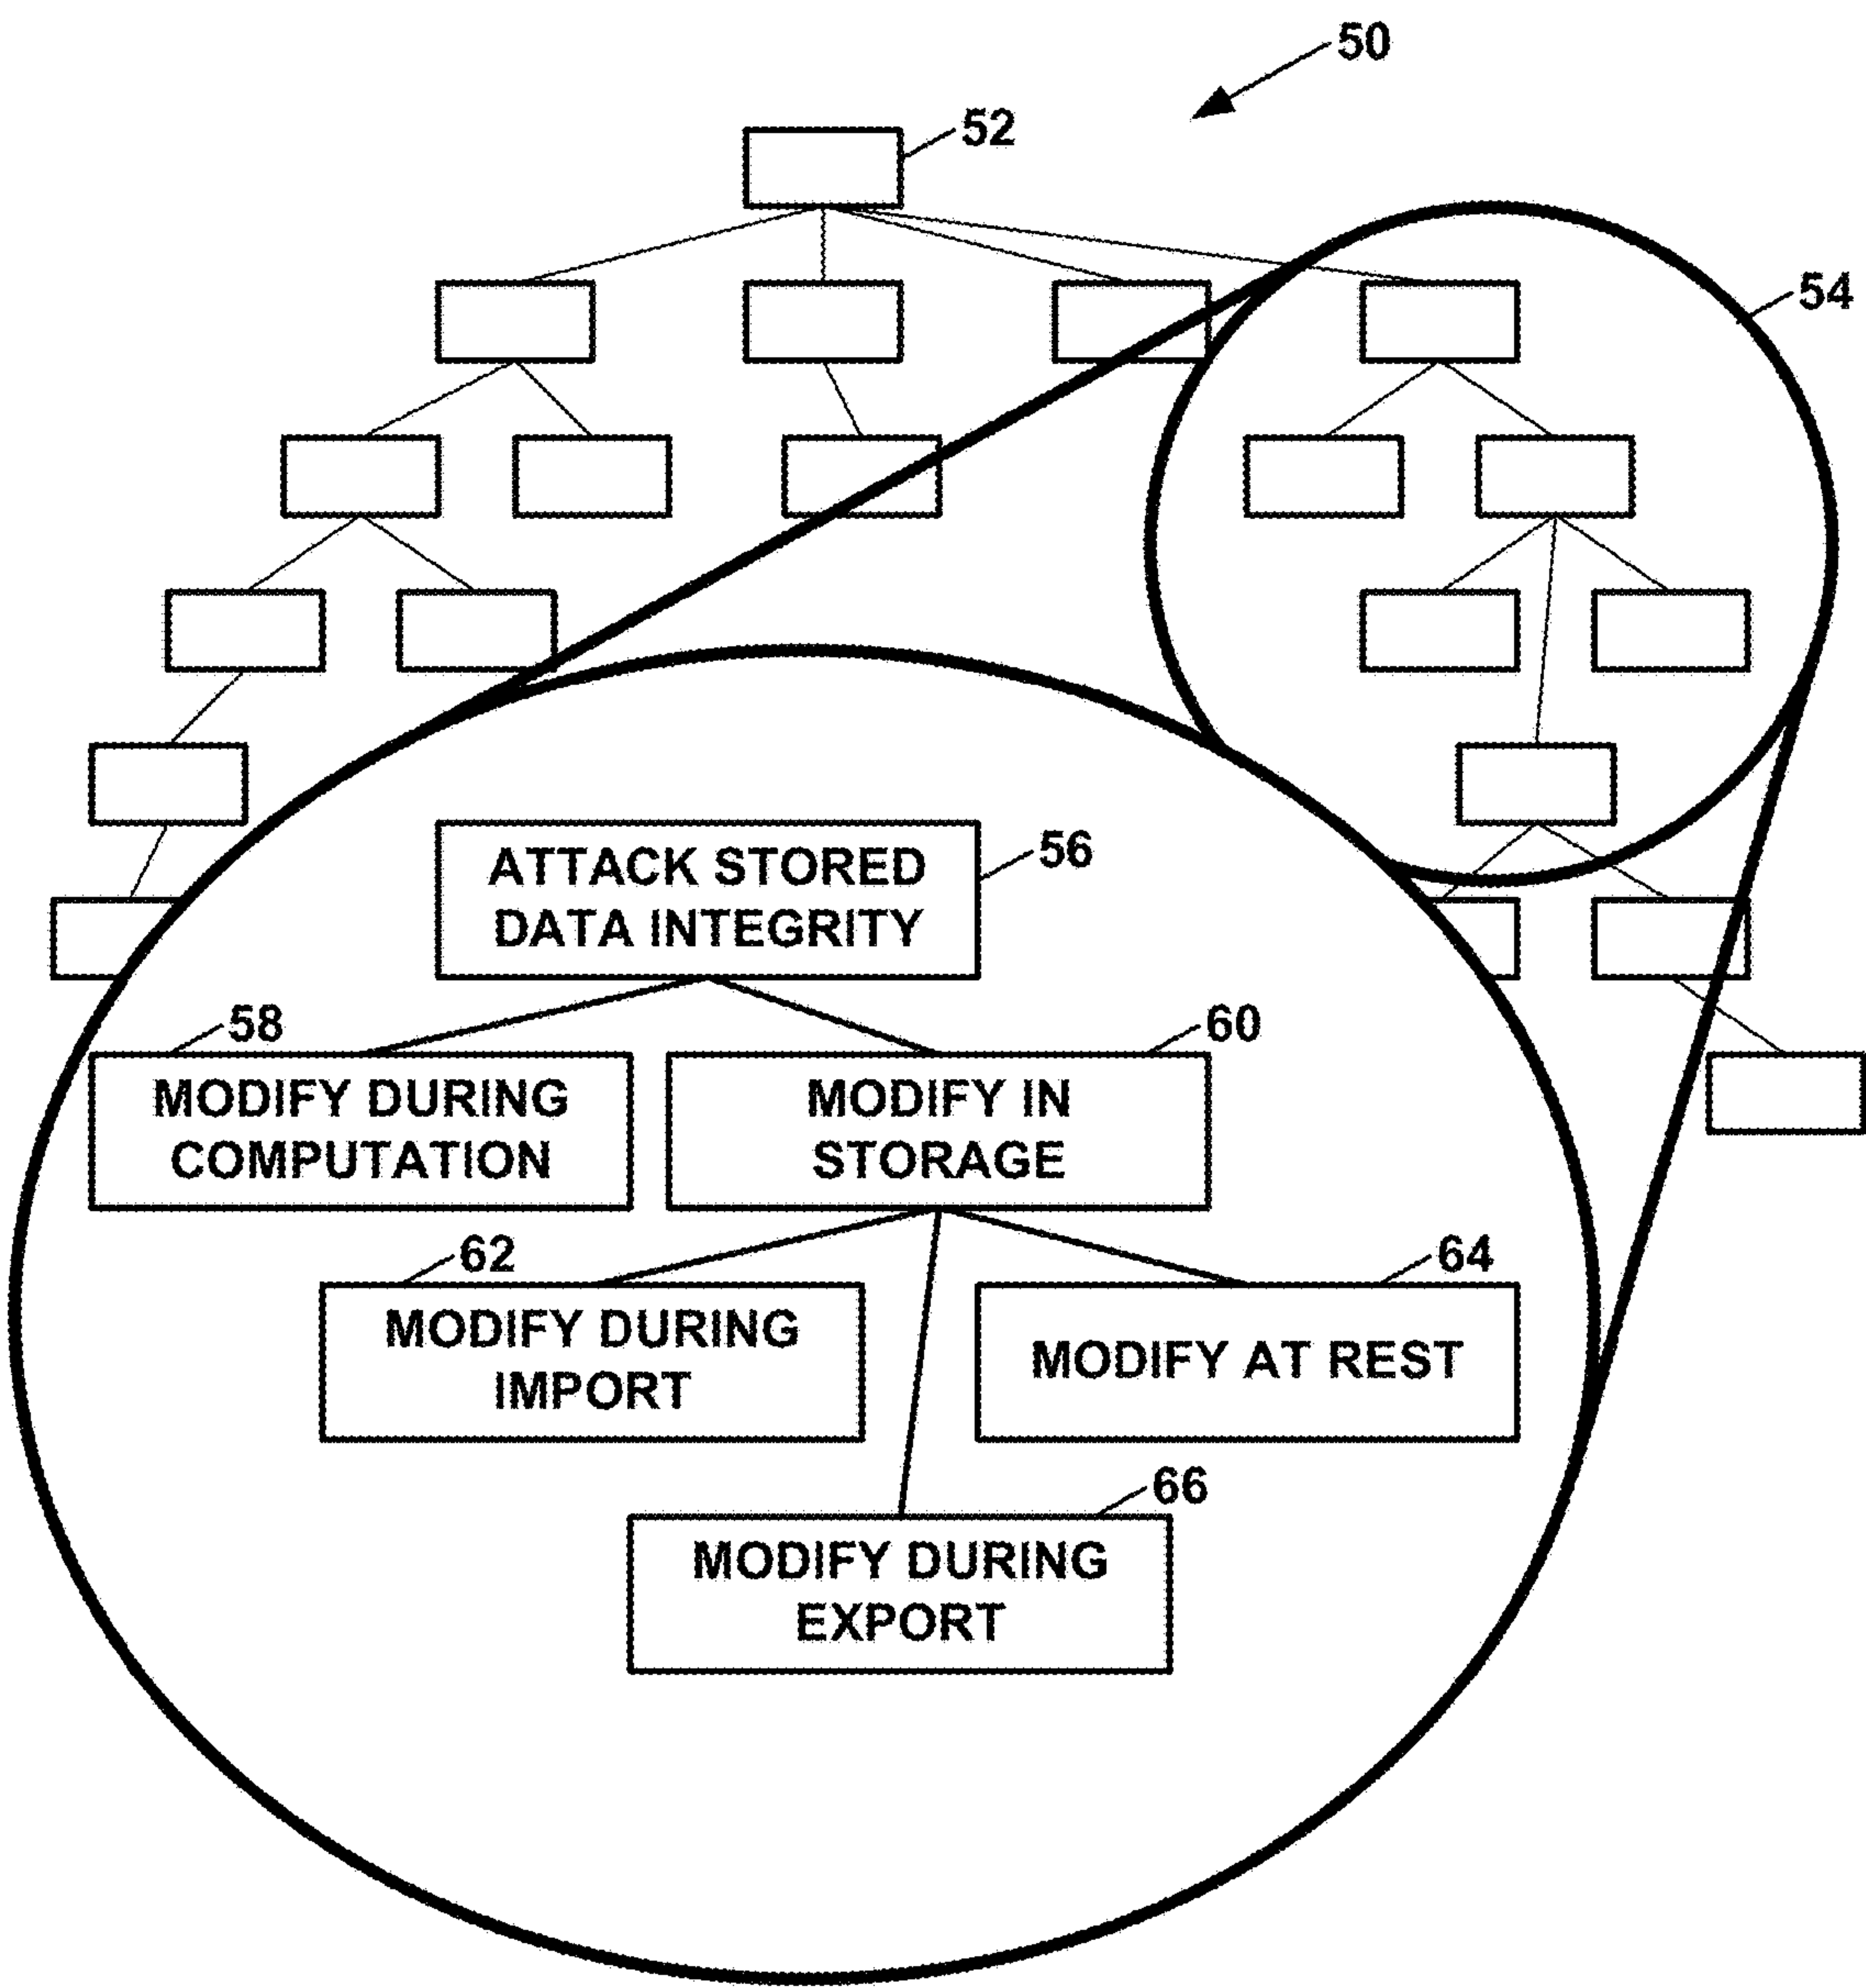 50
52
54
ATTACK STORED
DATA INTEGRITY
56
58
60
MODIFY DURING
COMPUTATION
MODIFY IN
STORAGE
62
64
MODIFY DURING
IMPORT
MODIFY AT REST
66
MODIFY DURING
EXPORT